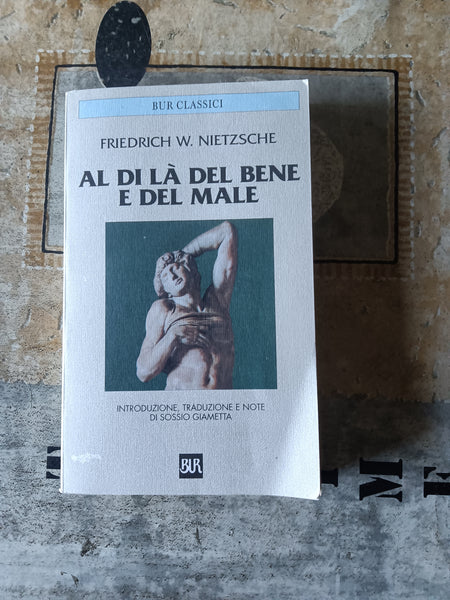 BUR CLASSICI
FRIEDRICH W. NIETZSCHE
AL DI LÀ DEL BENE
E DEL MALE
INTRODUZIONE, TRADUZIONE E NOTE
DI SOSSIO GIAMETTA
BUR